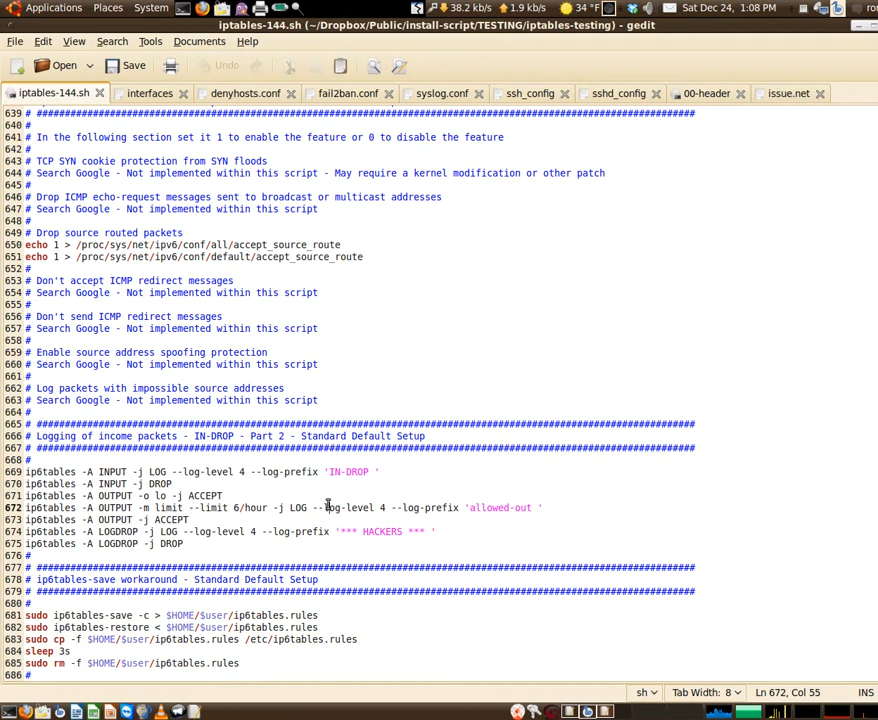 Applications Places System 38.2 kb/s 1.9 kb/s 34 °F Sat Dec 24, 1:08 PM
iptables-144.sh (~/Dropbox/Public/install-script/TESTING/iptables-testing) - gedit
File Edit View Search Tools Documents Help
Open Save Undo
iptables-144.sh interfaces denyhosts.conf fail2ban.conf syslog.conf ssh_config sshd_config 00-header issue.net
639 # #####################################################################################################################
640 #
641 # In the following section set it 1 to enable the feature or 0 to disable the feature
642 #
643 # TCP SYN cookie protection from SYN floods
644 # Search Google - Not implemented within this script - May require a kernel modification or other patch
645 #
646 # Drop ICMP echo-request messages sent to broadcast or multicast addresses
647 # Search Google - Not implemented within this script
648 #
649 # Drop source routed packets
650 echo 1 > /proc/sys/net/ipv6/conf/all/accept_source_route
651 echo 1 > /proc/sys/net/ipv6/conf/default/accept_source_route
652 #
653 # Don't accept ICMP redirect messages
654 # Search Google - Not implemented within this script
655 #
656 # Don't send ICMP redirect messages
657 # Search Google - Not implemented within this script
658 #
659 # Enable source address spoofing protection
660 # Search Google - Not implemented within this script
661 #
662 # Log packets with impossible source addresses
663 # Search Google - Not implemented within this script
664 #
665 # #####################################################################################################################
666 # Logging of income packets - IN-DROP - Part 2 - Standard Default Setup
667 # #####################################################################################################################
668 #
669 ip6tables -A INPUT -j LOG --log-level 4 --log-prefix 'IN-DROP '
670 ip6tables -A INPUT -j DROP
671 ip6tables -A OUTPUT -o lo -j ACCEPT
672 ip6tables -A OUTPUT -m limit --limit 6/hour -j LOG --log-level 4 --log-prefix 'allowed-out '
673 ip6tables -A OUTPUT -j ACCEPT
674 ip6tables -A LOGDROP -j LOG --log-level 4 --log-prefix '*** HACKERS *** '
675 ip6tables -A LOGDROP -j DROP
676 #
677 # #####################################################################################################################
678 # ip6tables-save workaround - Standard Default Setup
679 # #####################################################################################################################
680 #
681 sudo ip6tables-save -c > $HOME/$user/ip6tables.rules
682 sudo ip6tables-restore < $HOME/$user/ip6tables.rules
683 sudo cp -f $HOME/$user/ip6tables.rules /etc/ip6tables.rules
684 sleep 3s
685 sudo rm -f $HOME/$user/ip6tables.rules
686 #
sh Tab Width: 8 Ln 672, Col 55 INS